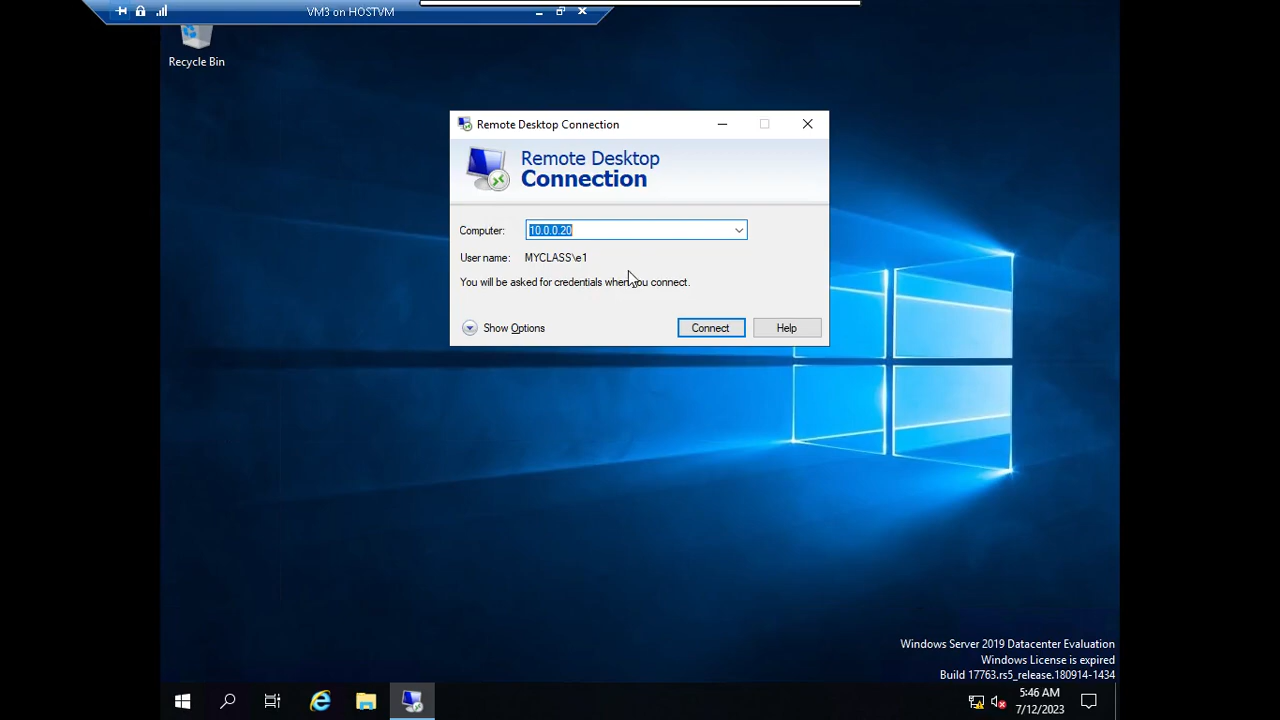 VM3 on HOSTVM
Recycle Bin
Remote Desktop Connection
Remote Desktop
Connection
Computer:
10.0.0.20
User name:
MYCLASS\e1
You will be asked for credentials when you connect.
Show Options
Connect
Help
Windows Server 2019 Datacenter Evaluation
Windows License is expired
Build 17763.rs5_release.180914-1434
5:46 AM
7/12/2023